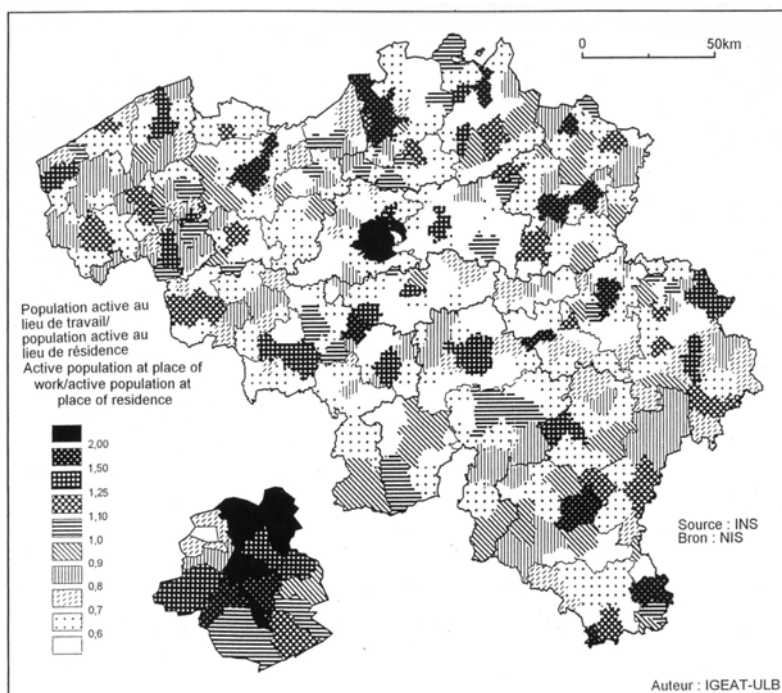 0 50km
Population active au
lieu de travail/
population active au
lieu de résidence
Active population at place of
work/active population at
place of residence
2,00
1,50
1,25
1,10
1,0
0,9
0,8
0,7
0,6
Source : INS
Bron : NIS
Auteur : IGEAT-ULB